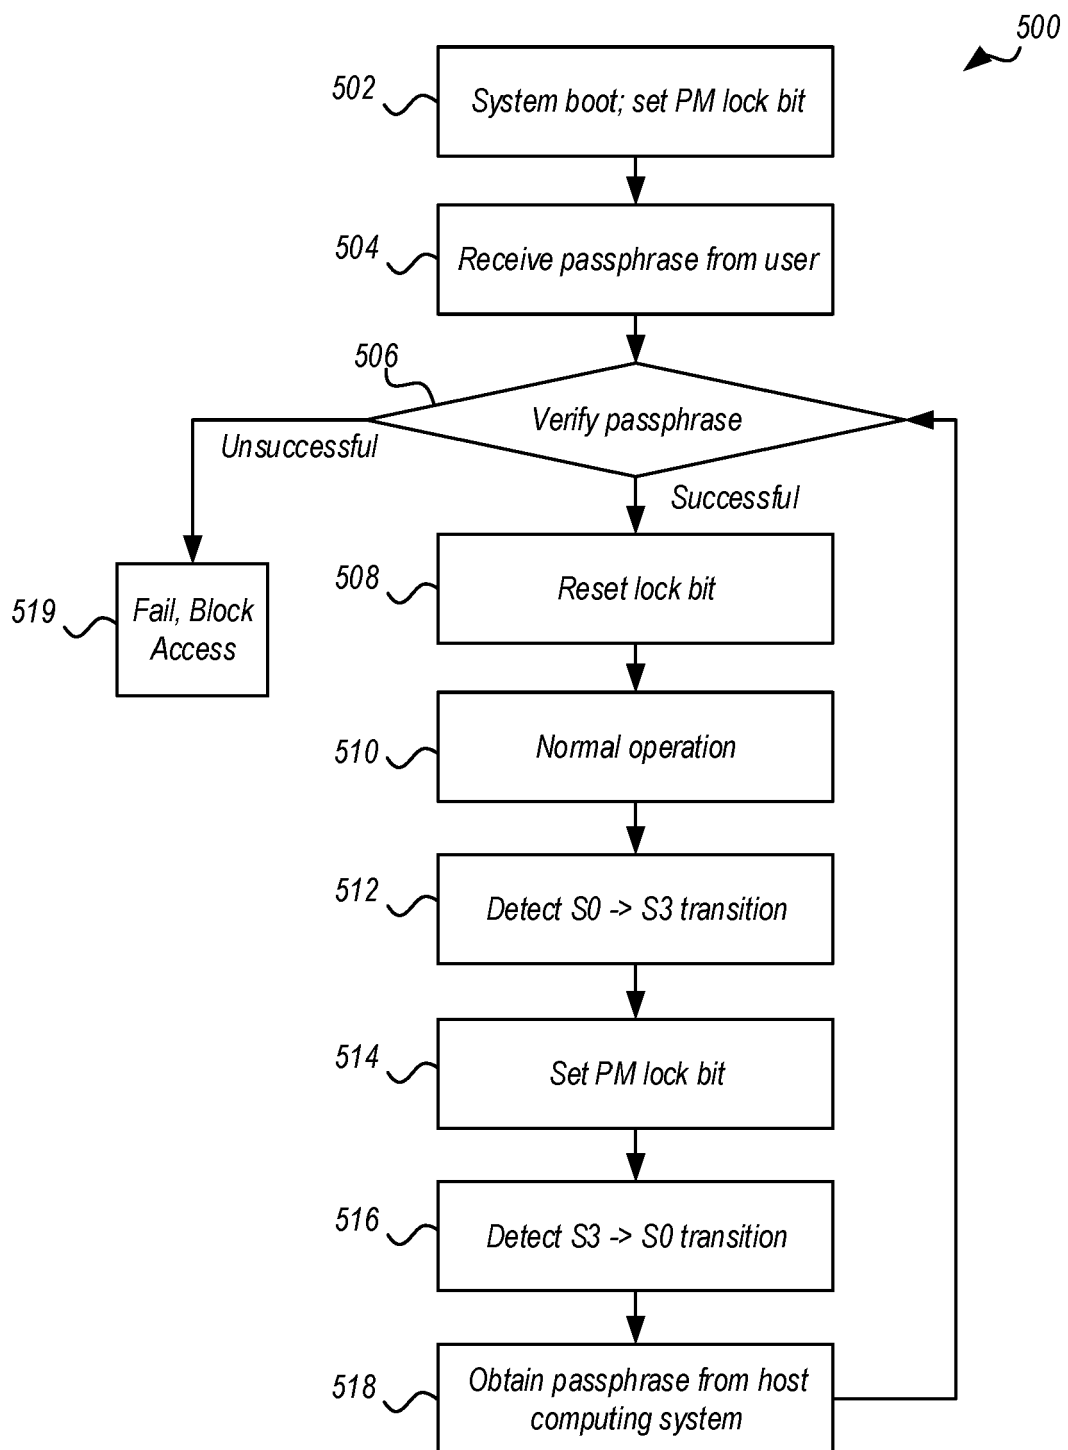 500
502
System boot; set PM lock bit
504
Receive passphrase from user
506
Verify passphrase
Unsuccessful
Successful
508
Reset lock bit
519
Fail, Block
Access
510
Normal operation
512
Detect S0 -> S3 transition
514
Set PM lock bit
516
Detect S3 -> S0 transition
518
Obtain passphrase from host
computing system